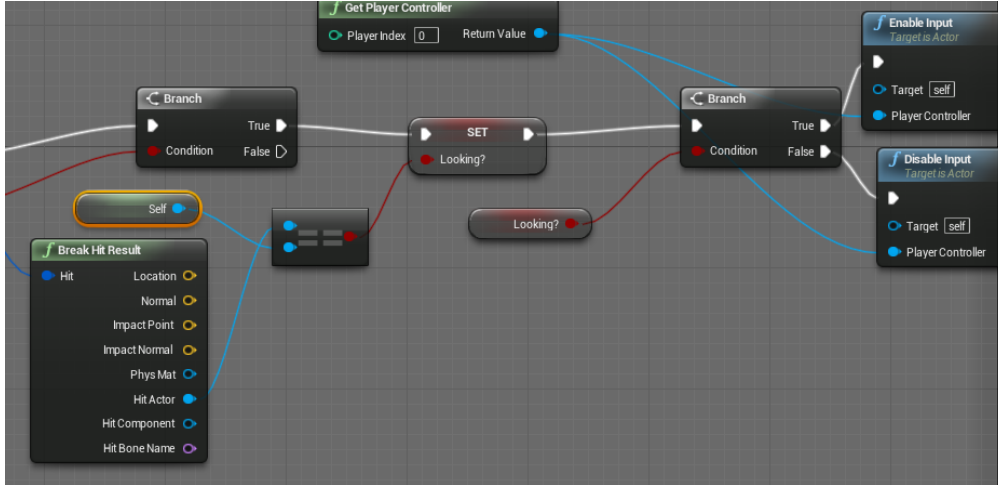 Get Player Controller
Player Index 0 Return Value
Enable Input
Target is Actor
Target self
Player Controller
Branch
True
Condition False
SET
Looking?
Branch
True
Condition False
Disable Input
Target is Actor
Target self
Player Controller
Self
Looking?
==
Break Hit Result
Hit Location
Normal
Impact Point
Impact Normal
Phys Mat
Hit Actor
Hit Component
Hit Bone Name